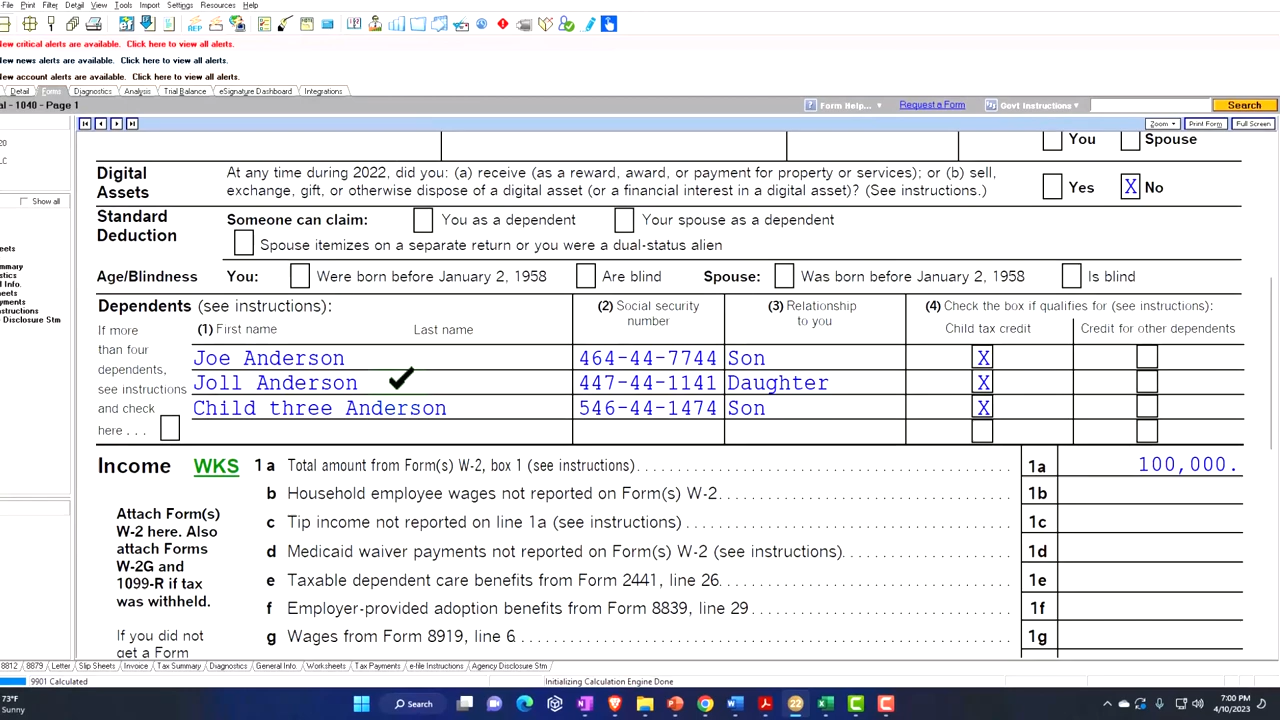 File Print Filter Detail View Tools Import Settings Resources Help
New critical alerts are available. Click here to view all alerts.
New news alerts are available. Click here to view all alerts.
New account alerts are available. Click here to view all alerts.
Detail Forms Diagnostics Analysis Trial Balance eSignature Dashboard Integrations
al - 1040 - Page 1
Form Help...
Request a Form
Govt Instructions
Search
Zoom
Print Form
Full Screen
20
LC
Show all
You
Spouse
Digital Assets
At any time during 2022, did you: (a) receive (as a reward, award, or payment for property or services); or (b) sell,
exchange, gift, or otherwise dispose of a digital asset (or a financial interest in a digital asset)? (See instructions.)
Yes
X No
Standard Deduction
Someone can claim:
You as a dependent
Your spouse as a dependent
Spouse itemizes on a separate return or you were a dual-status alien
Age/Blindness You: Were born before January 2, 1958 Are blind Spouse: Was born before January 2, 1958 Is blind
Dependents (see instructions):
(2) Social security number
(3) Relationship to you
(4) Check the box if qualifies for (see instructions):
If more than four dependents, see instructions and check here . . .
(1) First name Last name
Child tax credit
Credit for other dependents
Joe Anderson 464-44-7744 Son X
Joll Anderson 447-44-1141 Daughter X
Child three Anderson 546-44-1474 Son X
Income WKS
1a Total amount from Form(s) W-2, box 1 (see instructions) 1a 100,000.
b Household employee wages not reported on Form(s) W-2 1b
c Tip income not reported on line 1a (see instructions) 1c
d Medicaid waiver payments not reported on Form(s) W-2 (see instructions) 1d
e Taxable dependent care benefits from Form 2441, line 26 1e
f Employer-provided adoption benefits from Form 8839, line 29 1f
g Wages from Form 8919, line 6 1g
Attach Form(s) W-2 here. Also attach Forms W-2G and 1099-R if tax was withheld.
If you did not get a Form
8812 8879 Letter Slip Sheets Invoice Tax Summary Diagnostics General Info. Worksheets Tax Payments e-file Instructions Agency Disclosure Stm
9901 Calculated
Initializing Calculation Engine Done
73°F
Sunny
Search
7:00 PM
4/10/2023